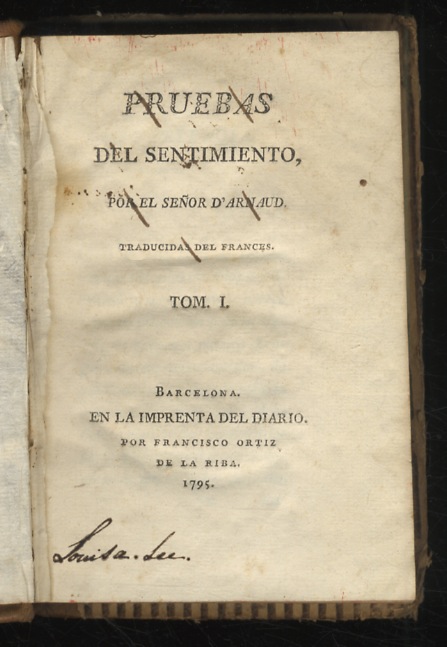 PRUEBAS
DEL SENTIMIENTO,
POR EL SEÑOR D'ARNAUD.
TRADUCIDAS DEL FRANCES.
TOM. I.
BARCELONA.
EN LA IMPRENTA DEL DIARIO.
POR FRANCISCO ORTIZ
DE LA RIBA.
1795.
Louisa. Lee.